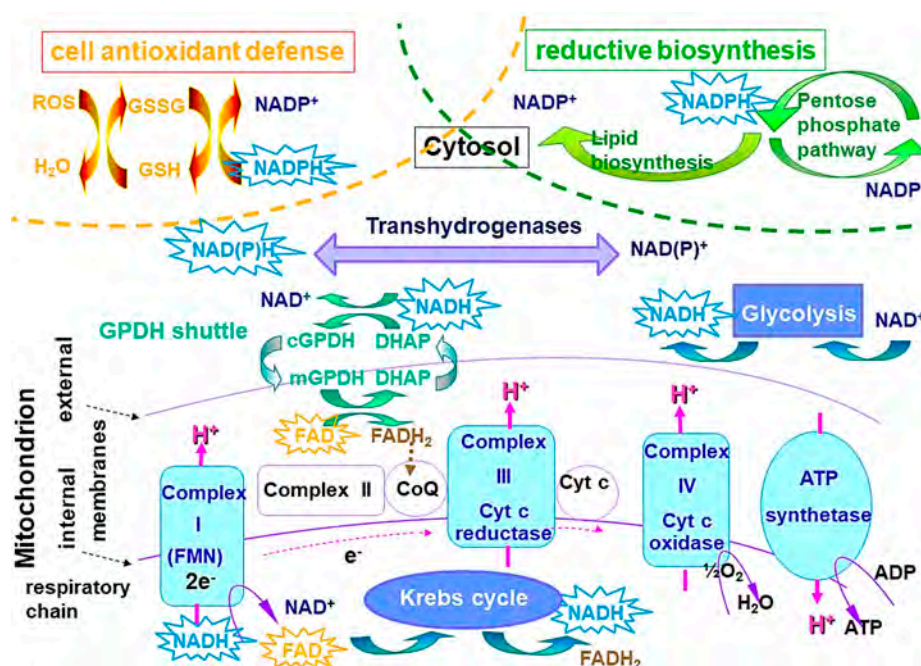 cell antioxidant defense
reductive biosynthesis
ROS
GSSG
NADP⁺
H₂O
GSH
NADPH
NADP⁺
Cytosol
Lipid
biosynthesis
NADPH
Pentose
phosphate
pathway
NADP
Transhydrogenases
NAD(P)H
NAD(P)⁺
NAD⁺
NADH
GPDH shuttle
cGPDH DHAP
mGPDH DHAP
FAD
FADH₂
NADH
Glycolysis
NAD⁺
Mitochondrion
external
internal
membranes
respiratory
chain
H⁺
Complex
I
(FMN)
2e⁻
NADH
NAD⁺
FAD
Complex II
CoQ
e⁻
H⁺
Complex
III
Cyt c
reductase
Cyt c
Krebs cycle
NADH
FADH₂
H⁺
Complex
IV
Cyt c
oxidase
½O₂
H₂O
ATP
synthetase
H⁺
ADP
ATP